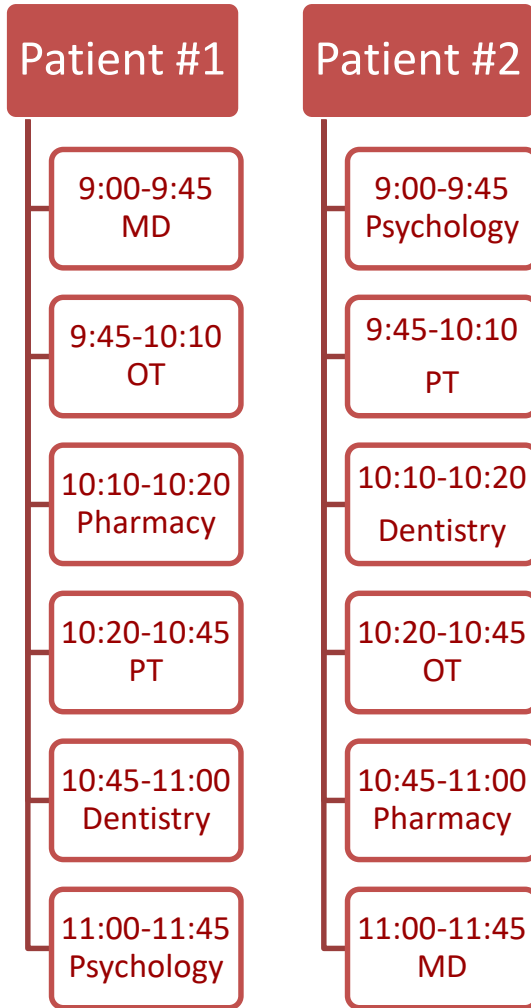 Patient #1
9:00-9:45
MD
9:45-10:10
OT
10:10-10:20
Pharmacy
10:20-10:45
PT
10:45-11:00
Dentistry
11:00-11:45
Psychology
Patient #2
9:00-9:45
Psychology
9:45-10:10
PT
10:10-10:20
Dentistry
10:20-10:45
OT
10:45-11:00
Pharmacy
11:00-11:45
MD